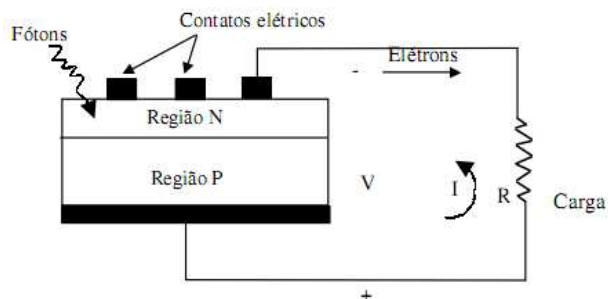 Contatos elétricos
Fótons
Elétrons
-
Região N
Região P
V
I
R
Carga
+